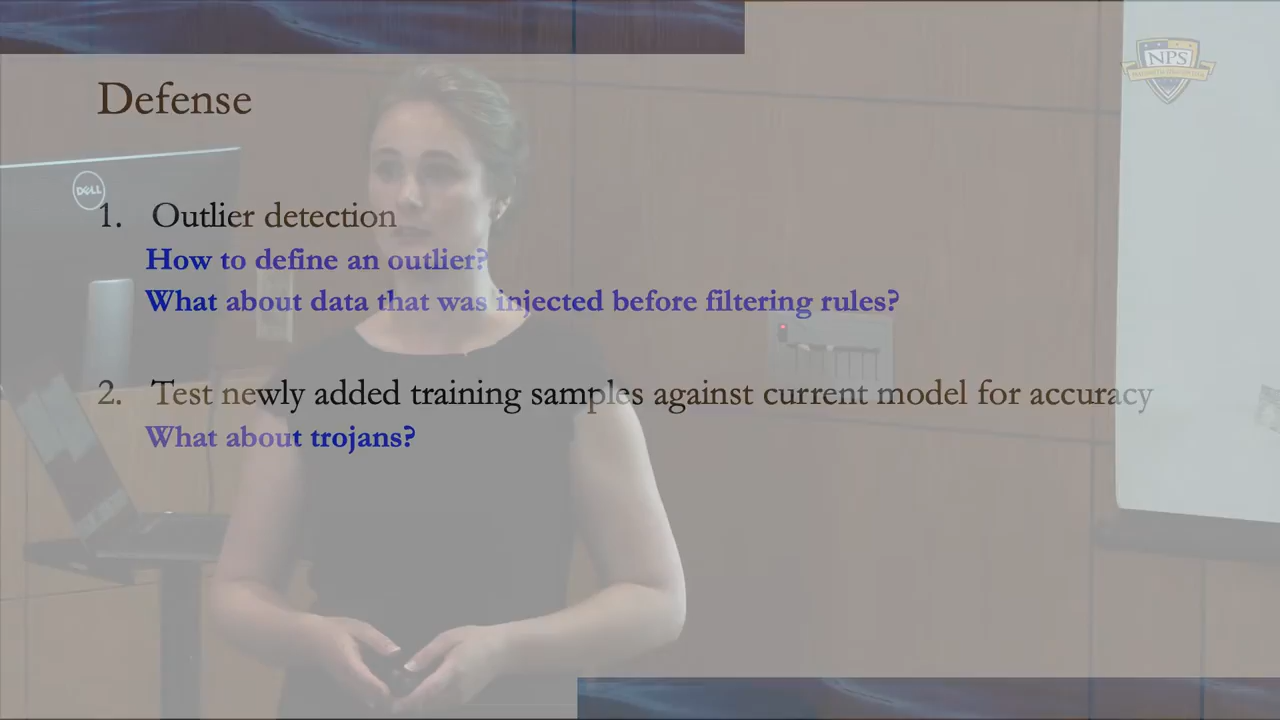 NPS
Defense
DELL
1. Outlier detection
How to define an outlier?
What about data that was injected before filtering rules?
2. Test newly added training samples against current model for accuracy
What about trojans?